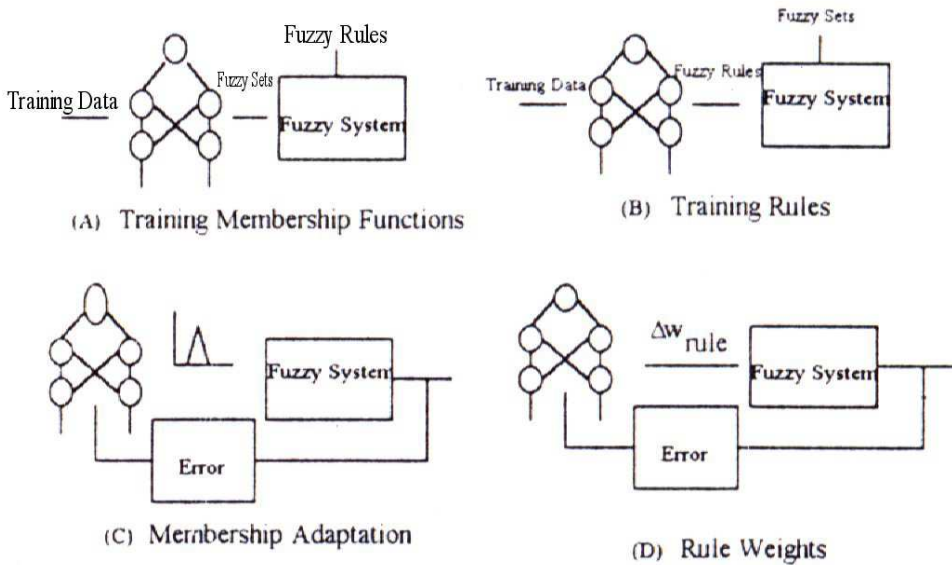 Fuzzy Rules
Fuzzy Sets
Training Data
Fuzzy System
(A) Training Membership Functions
Fuzzy Sets
Training Data
Fuzzy Rules
Fuzzy System
(B) Training Rules
Fuzzy System
Error
(C) Membership Adaptation
Δw rule
Fuzzy System
Error
(D) Rule Weights